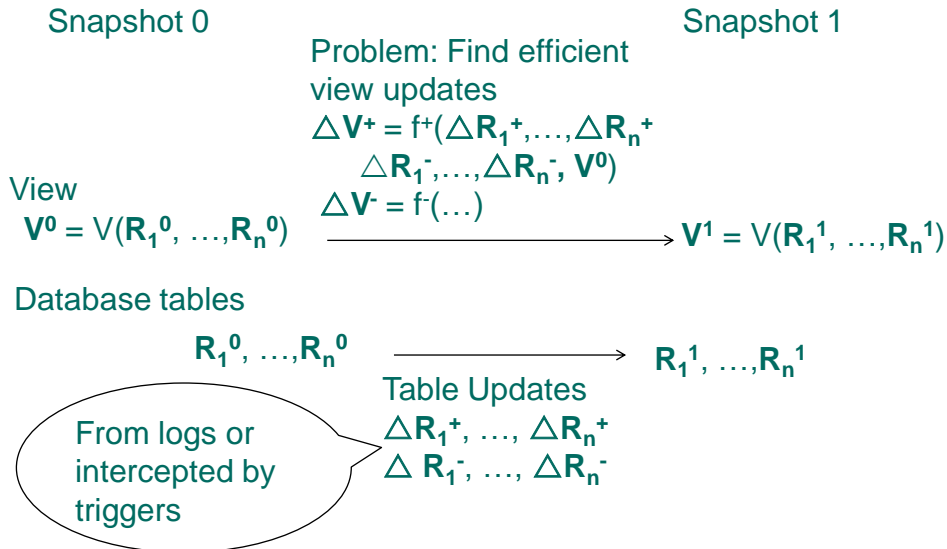 Snapshot 0
Snapshot 1
Problem: Find efficient
view updates
△V⁺ = f⁺(△R₁⁺,…,△Rₙ⁺
△R₁⁻,…,△Rₙ⁻, V⁰)
△V⁻ = f⁻(…)
View
V⁰ = V(R₁⁰, …,Rₙ⁰)
V¹ = V(R₁¹, …,Rₙ¹)
Database tables
R₁⁰, …,Rₙ⁰
R₁¹, …,Rₙ¹
Table Updates
△R₁⁺, …, △Rₙ⁺
△ R₁⁻, …, △Rₙ⁻
From logs or
intercepted by
triggers